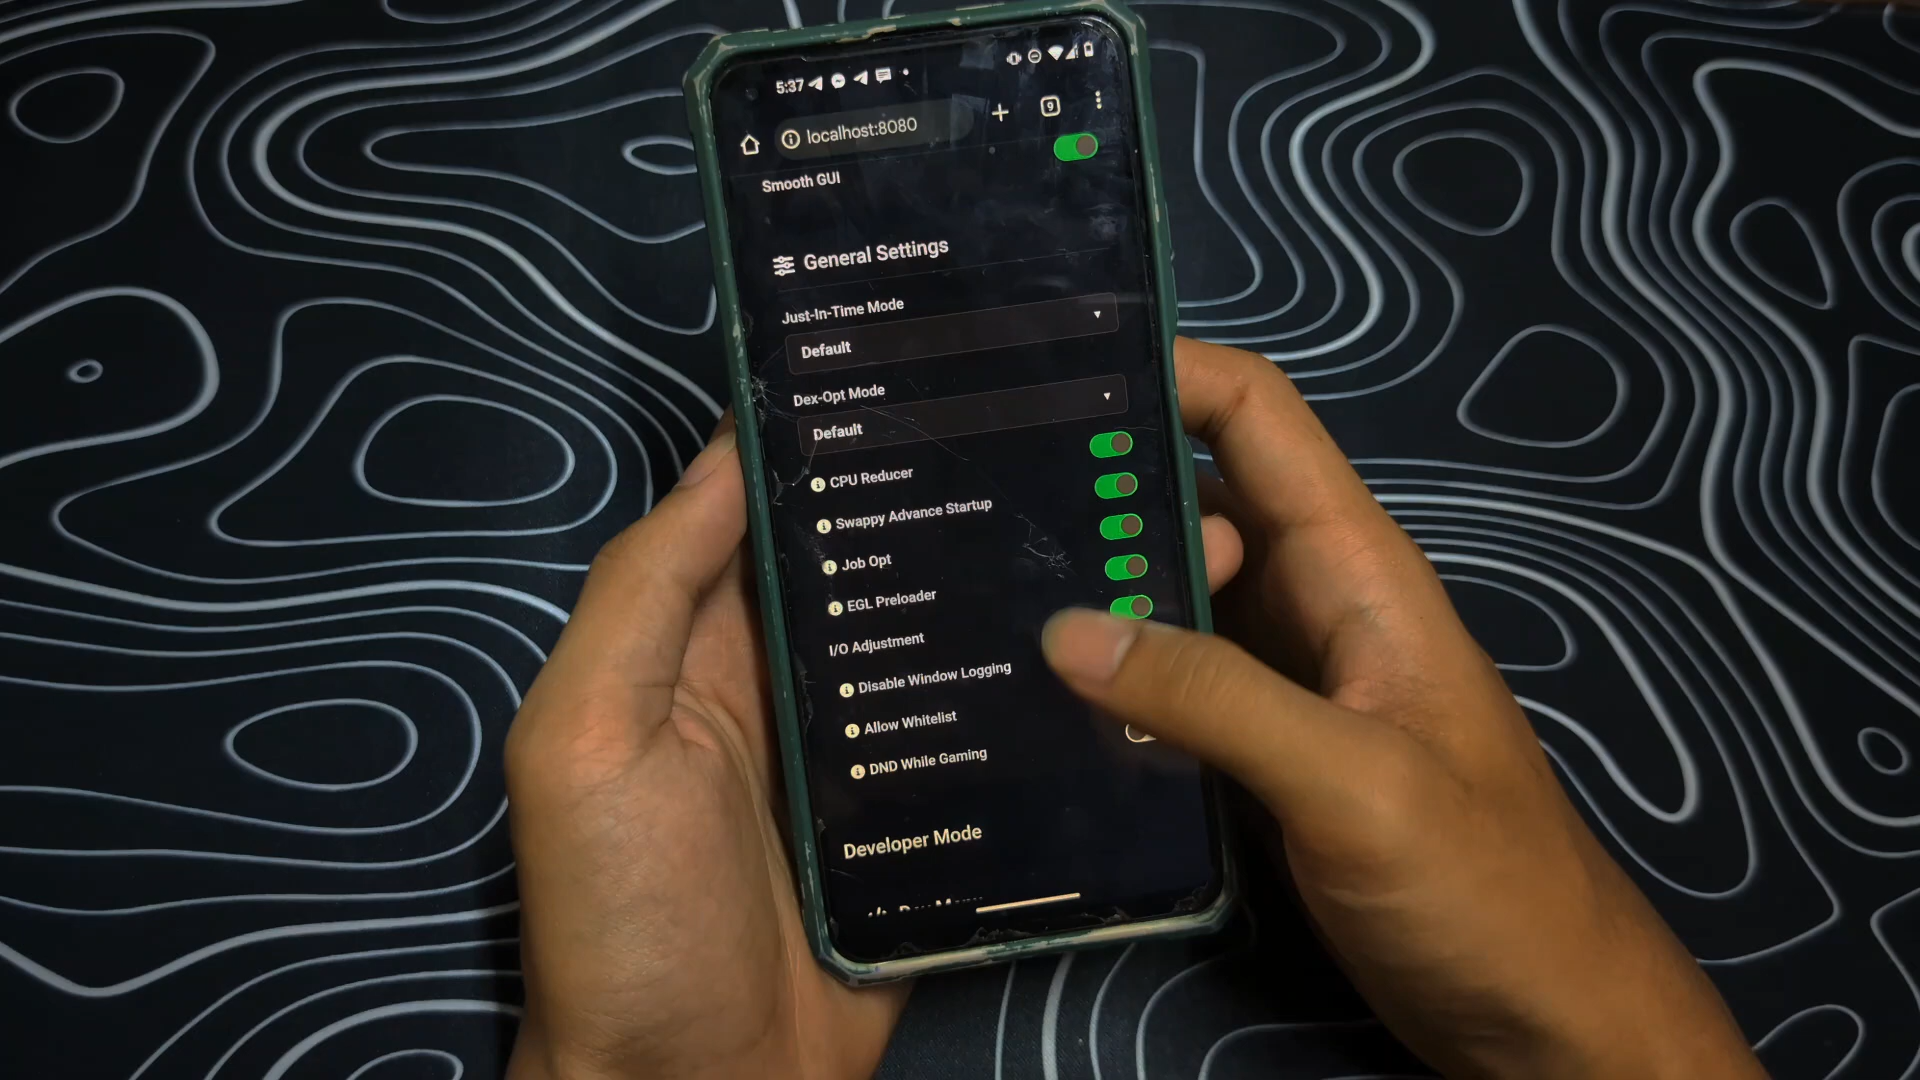 5:37
localhost:8080
9
Smooth GUI
General Settings
Just-In-Time Mode
Default
Dex-Opt Mode
Default
CPU Reducer
Swappy Advance Startup
Job Opt
EGL Preloader
I/O Adjustment
Disable Window Logging
Allow Whitelist
DND While Gaming
Developer Mode